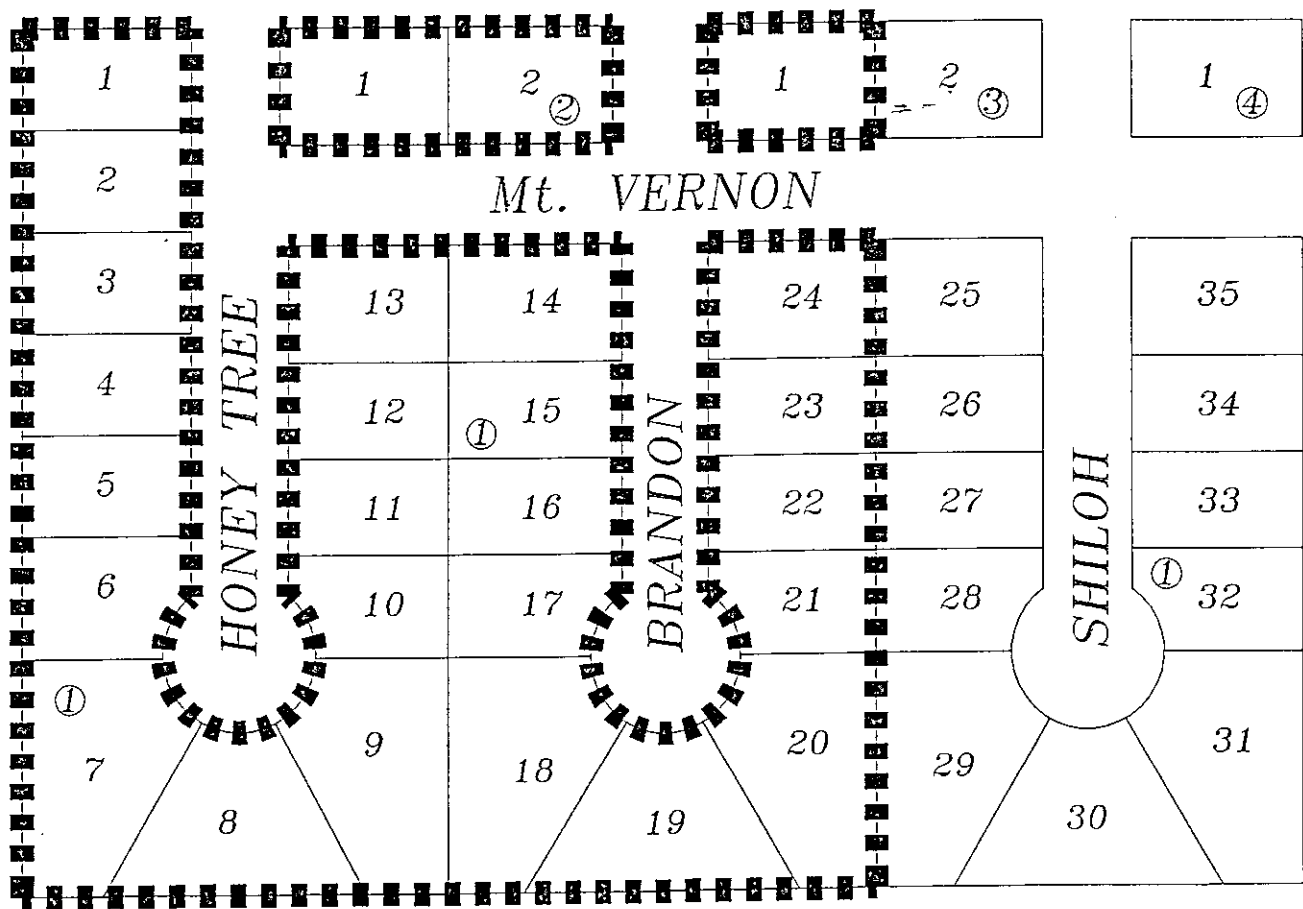 1 1 2 ② 1 2 ③ 1 ④
Mt. VERNON
2
3 13 14 24 25 35
4 12 15 23 26 34
①
5 11 16 22 27 33
6 10 17 21 28 ① 32
HONEY TREE
BRANDON
SHILOH
① 7 8 9 18 19 20 29 30 31